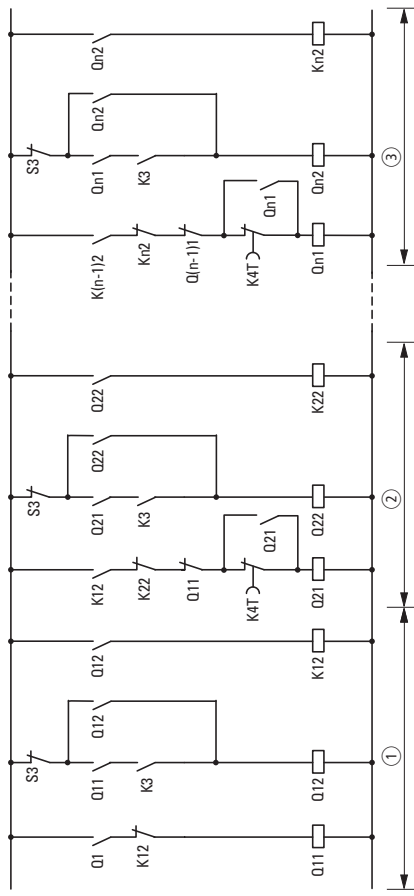 S3
S3
S3
Q1
Q11
Q12
Q12
K12
Q21
Q22
Q22
K(n-1)2
Qn1
Qn2
Qn2
K12
K3
K22
K3
Kn2
K3
Q11
Q(n-1)1
K4T
Q21
K4T
Qn1
Q11
Q12
K12
Q21
Q22
K22
Qn1
Qn2
Kn2
①
②
③